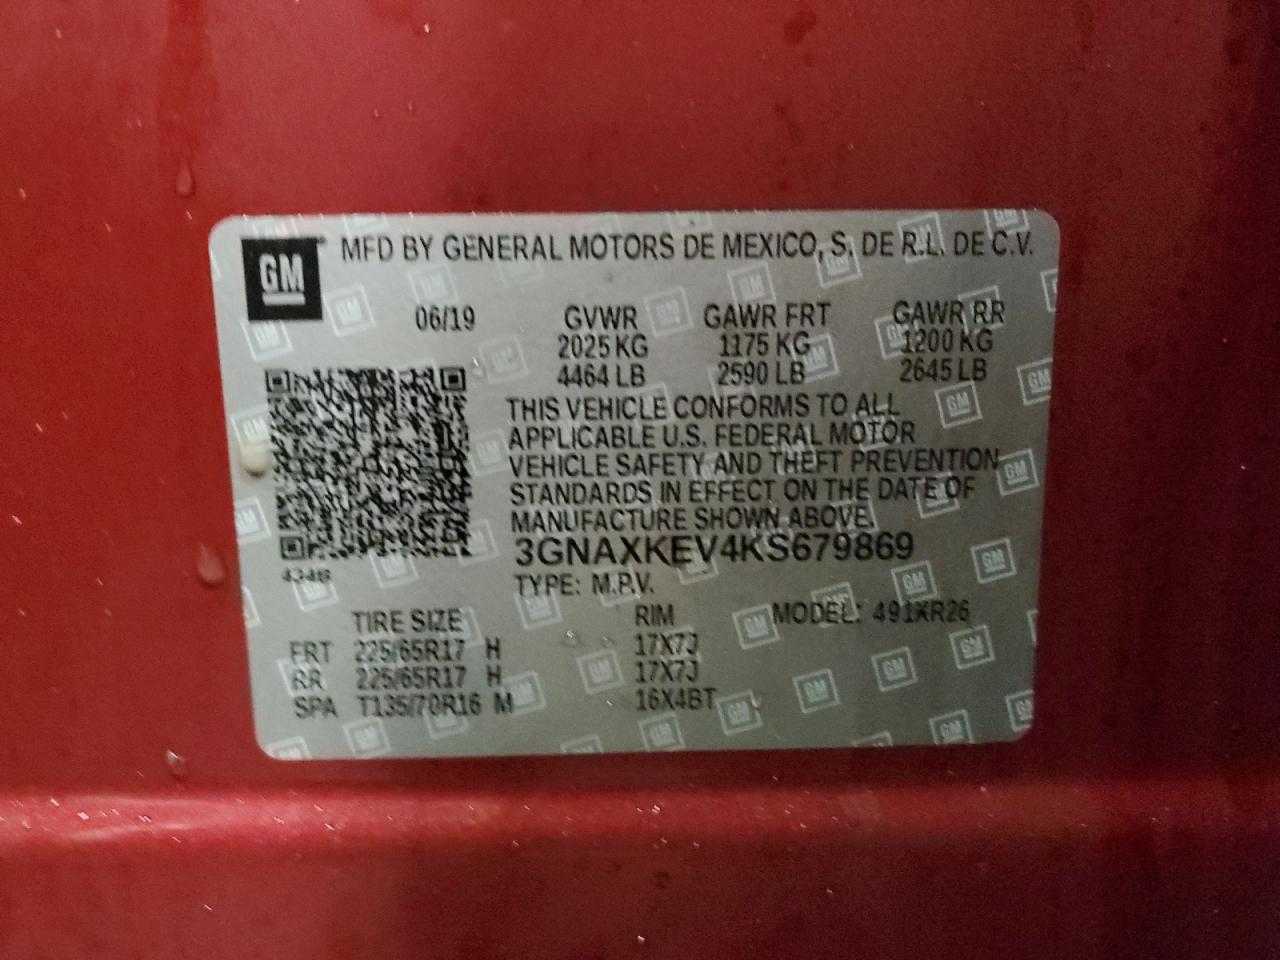 GM MFD BY GENERAL MOTORS DE MEXICO, S. DE R.L. DE C.V.
06/19 GVWR GAWR FRT GAWR RR
2025 KG 1175 KG 1200 KG
4464 LB 2590 LB 2645 LB
THIS VEHICLE CONFORMS TO ALL
APPLICABLE U.S. FEDERAL MOTOR
VEHICLE SAFETY AND THEFT PREVENTION
STANDARDS IN EFFECT ON THE DATE OF
MANUFACTURE SHOWN ABOVE.
3GNAXKEV4KS679869
TYPE: M.P.V.
TIRE SIZE RIM MODEL: 491XR26
FRT 225/65R17 H 17X7J
RR 225/65R17 H 17X7J
SPA T135/70R16 M 16X4BT